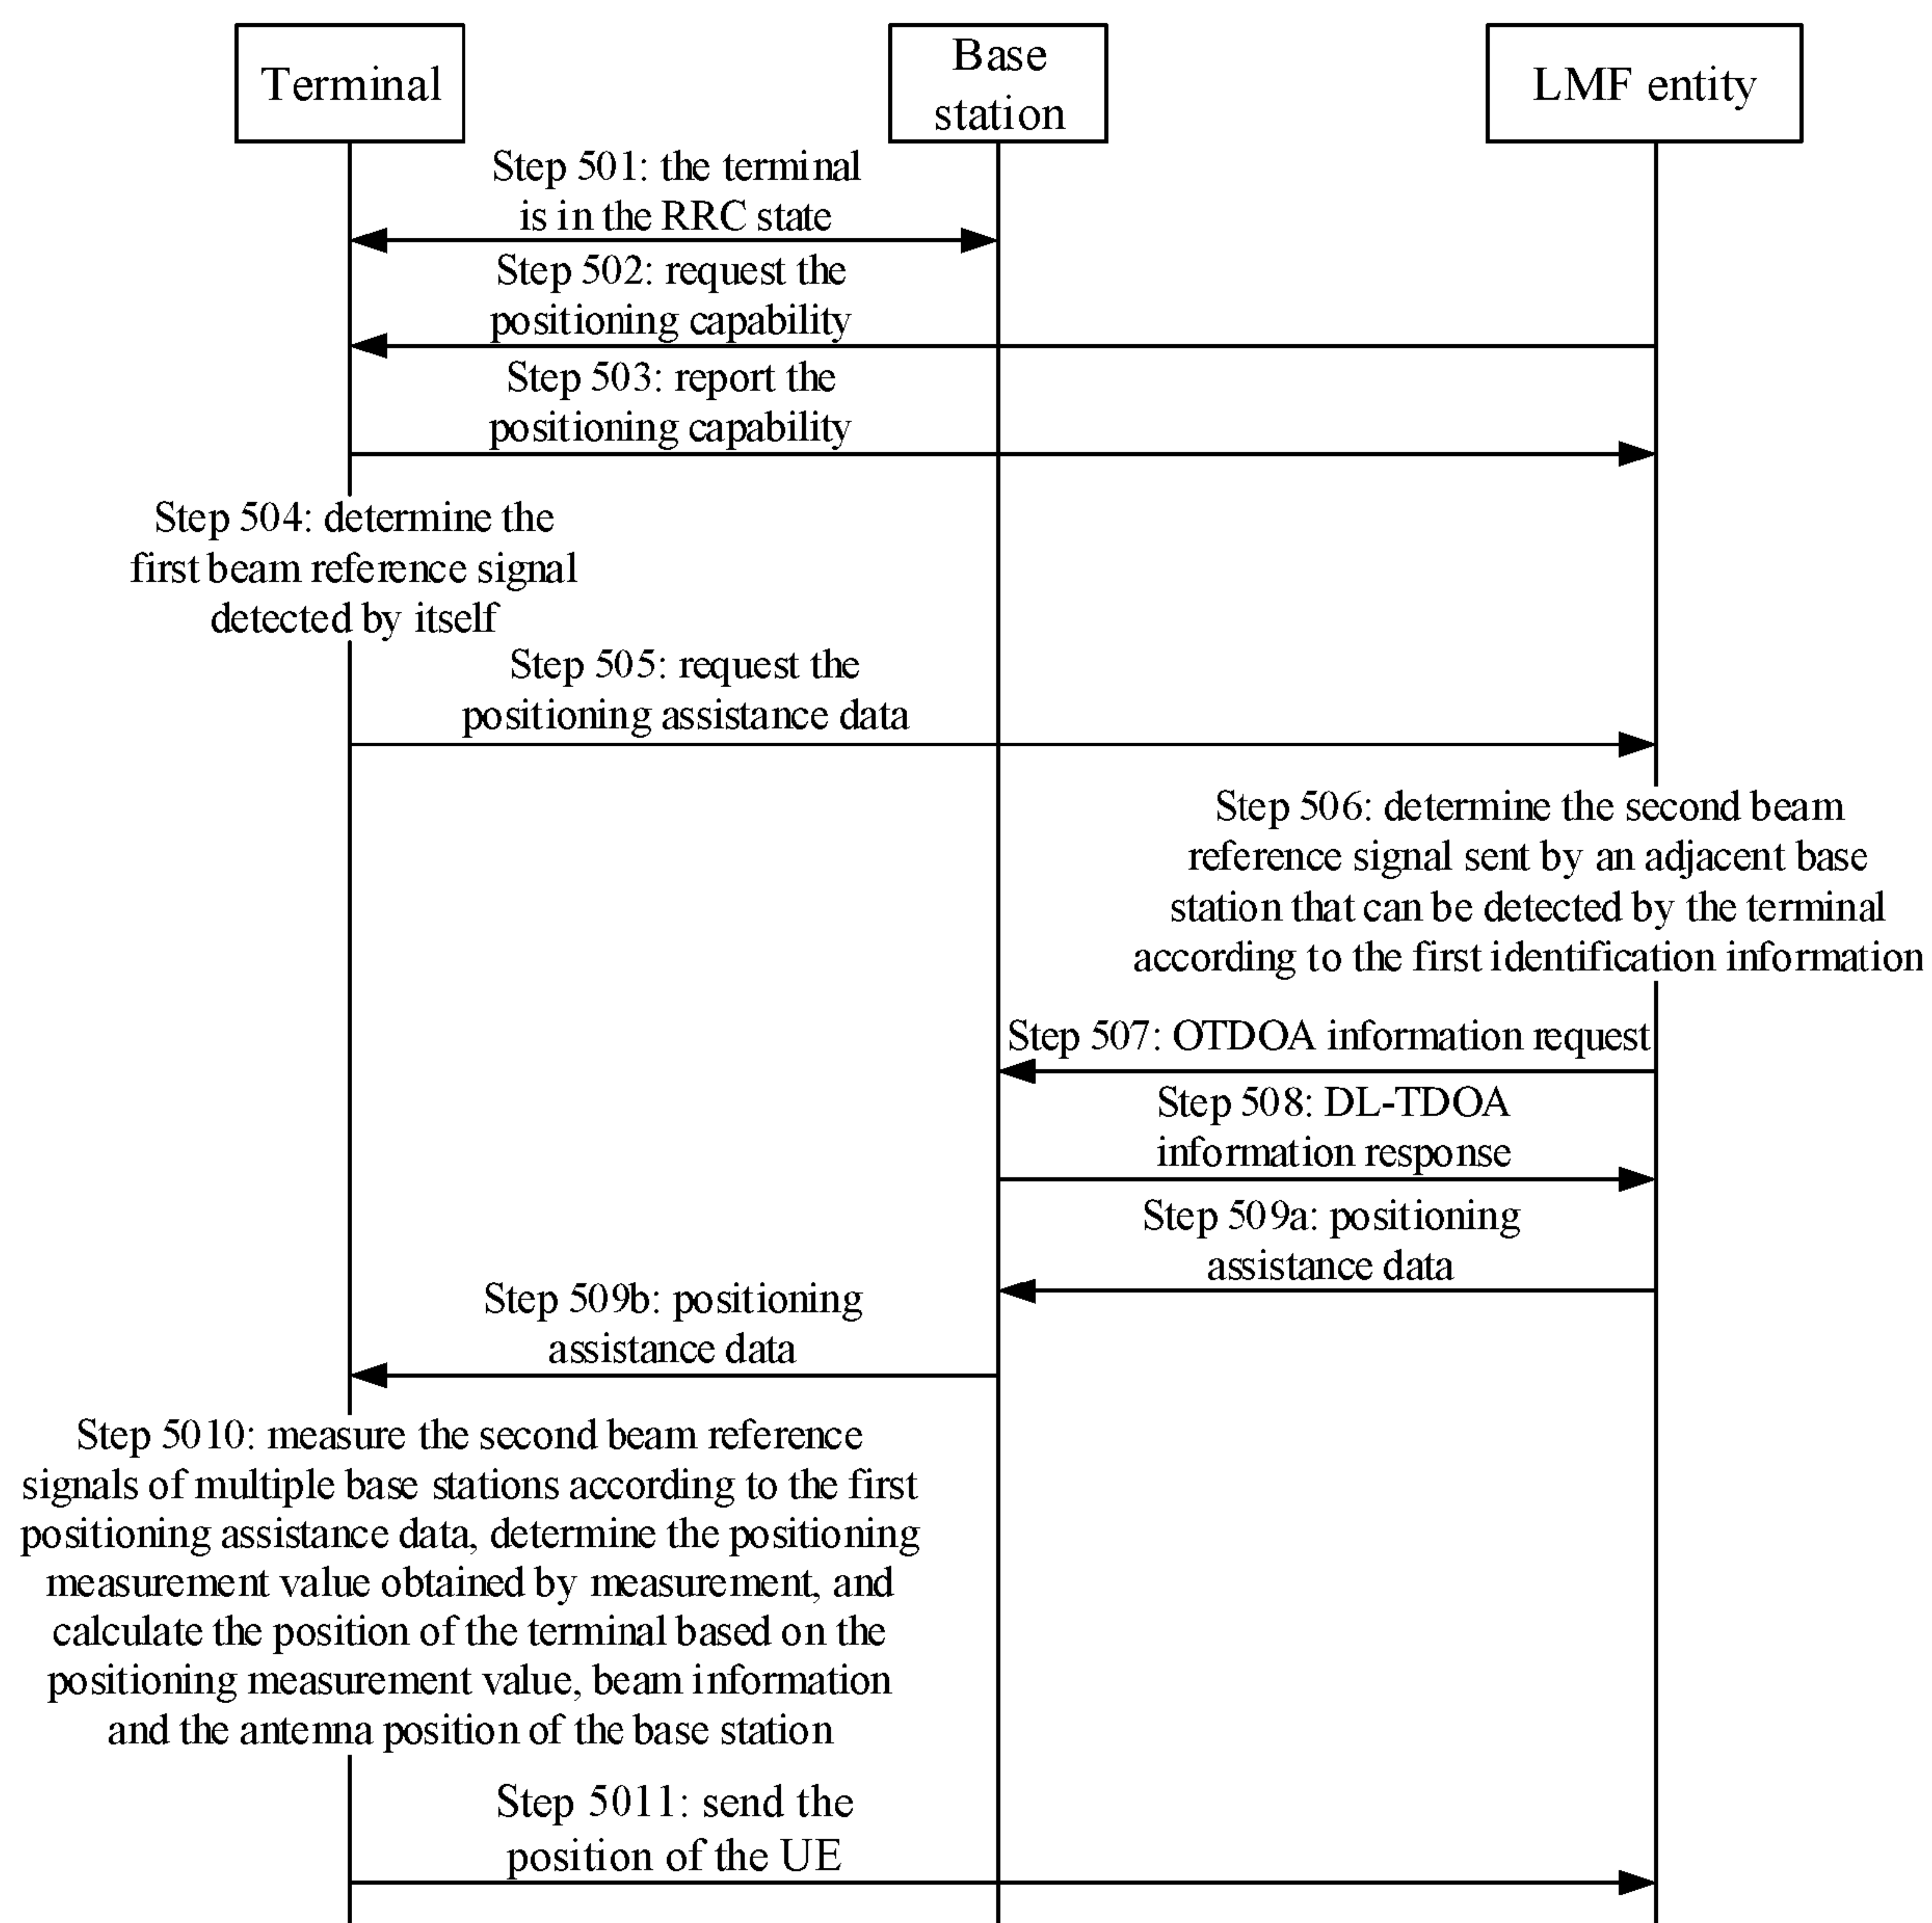 Terminal
Base
station
LMF entity
Step 501: the terminal
is in the RRC state
Step 502: request the
positioning capability
Step 503: report the
positioning capability
Step 504: determine the
first beam reference signal
detected by itself
Step 505: request the
positioning assistance data
Step 506: determine the second beam
reference signal sent by an adjacent base
station that can be detected by the terminal
according to the first identification information
Step 507: OTDOA information request
Step 508: DL-TDOA
information response
Step 509a: positioning
assistance data
Step 509b: positioning
assistance data
Step 5010: measure the second beam reference
signals of multiple base stations according to the first
positioning assistance data, determine the positioning
measurement value obtained by measurement, and
calculate the position of the terminal based on the
positioning measurement value, beam information
and the antenna position of the base station
Step 5011: send the
position of the UE